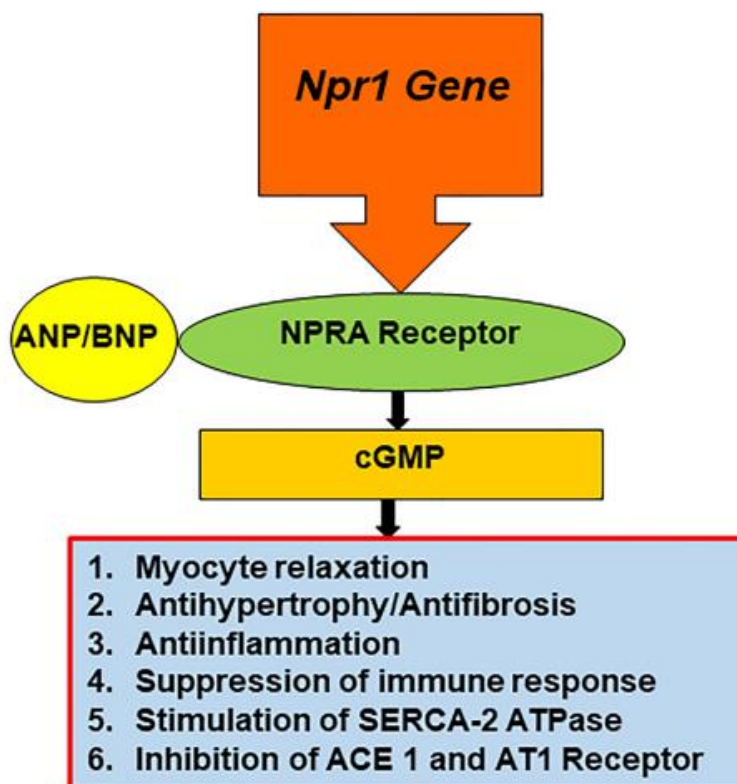 Npr1 Gene
ANP/BNP
NPRA Receptor
cGMP
1. Myocyte relaxation
2. Antihypertrophy/Antifibrosis
3. Antiinflammation
4. Suppression of immune response
5. Stimulation of SERCA-2 ATPase
6. Inhibition of ACE 1 and AT1 Receptor